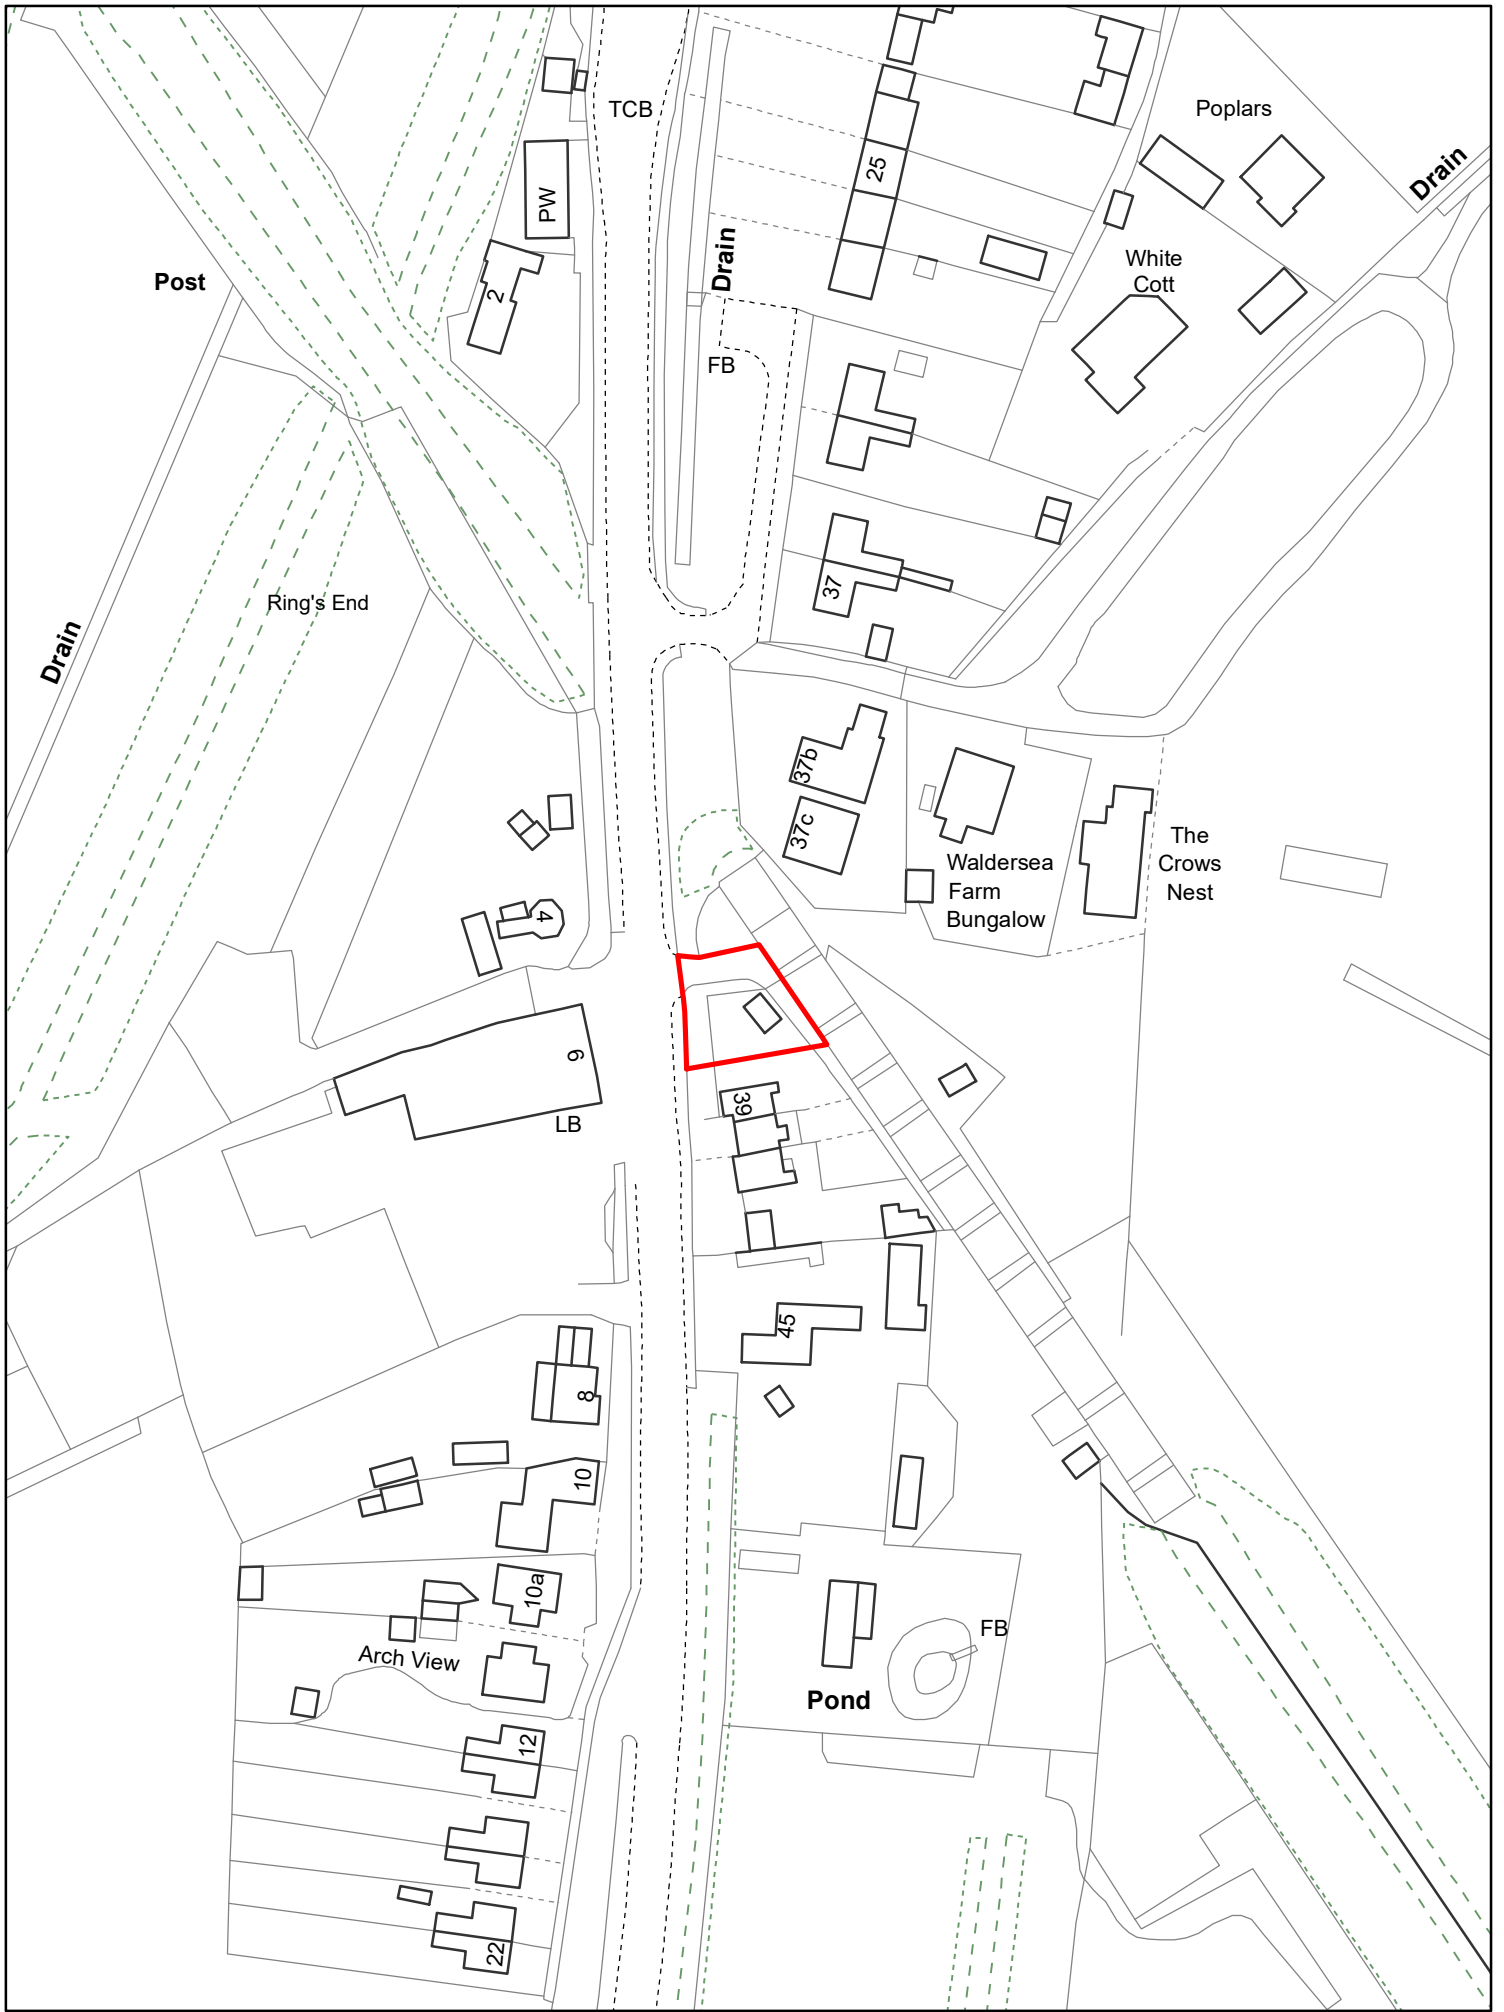 TCB
Poplars
25
Drain
PW
Drain
White
Cott
Post
2
FB
37
Ring's End
Drain
37b
37c
The
Crows
Nest
Waldersea
Farm
Bungalow
4
6
39
LB
45
8
10
10a
FB
Arch View
Pond
12
22